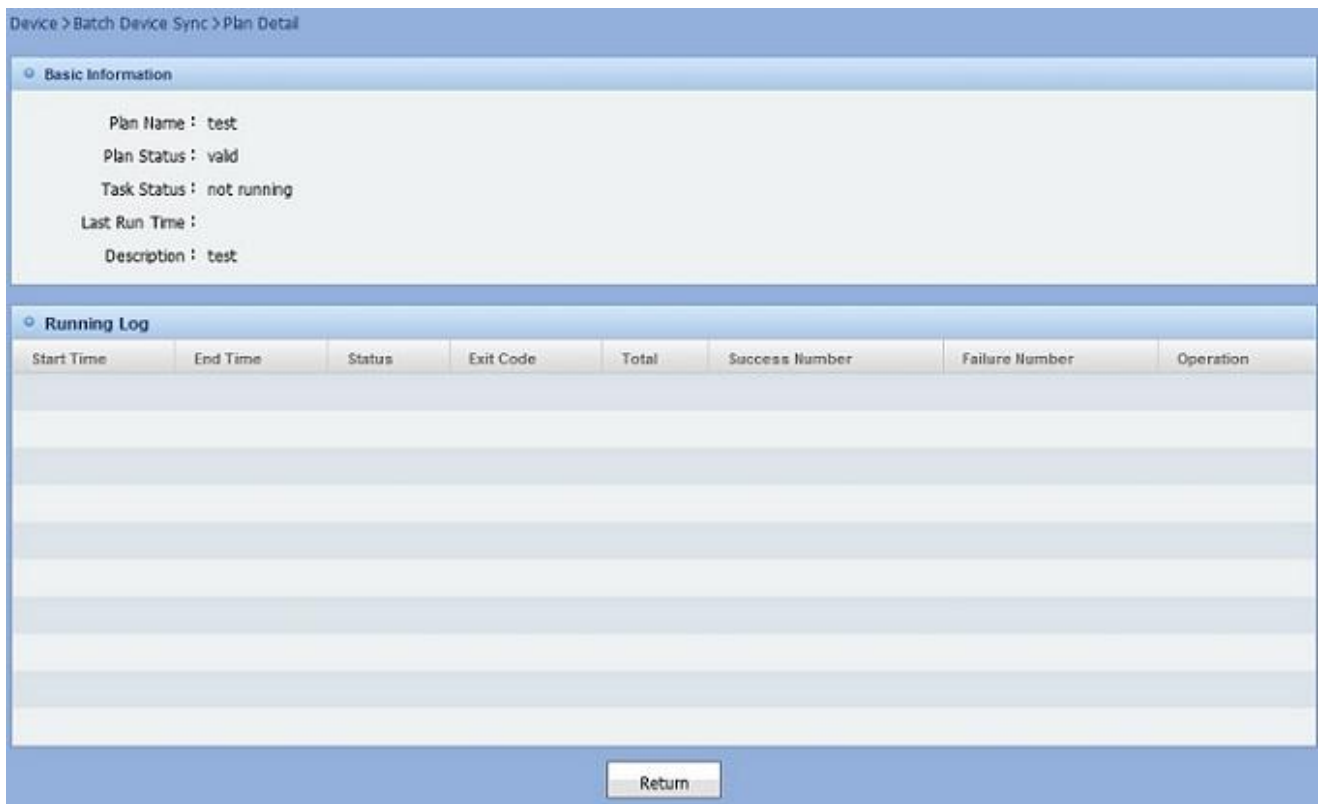 Device > Batch Device Sync > Plan Detail
Basic Information
Plan Name : test
Plan Status : valid
Task Status : not running
Last Run Time :
Description : test
Running Log
Start Time End Time Status Exit Code Total Success Number Failure Number Operation
Return